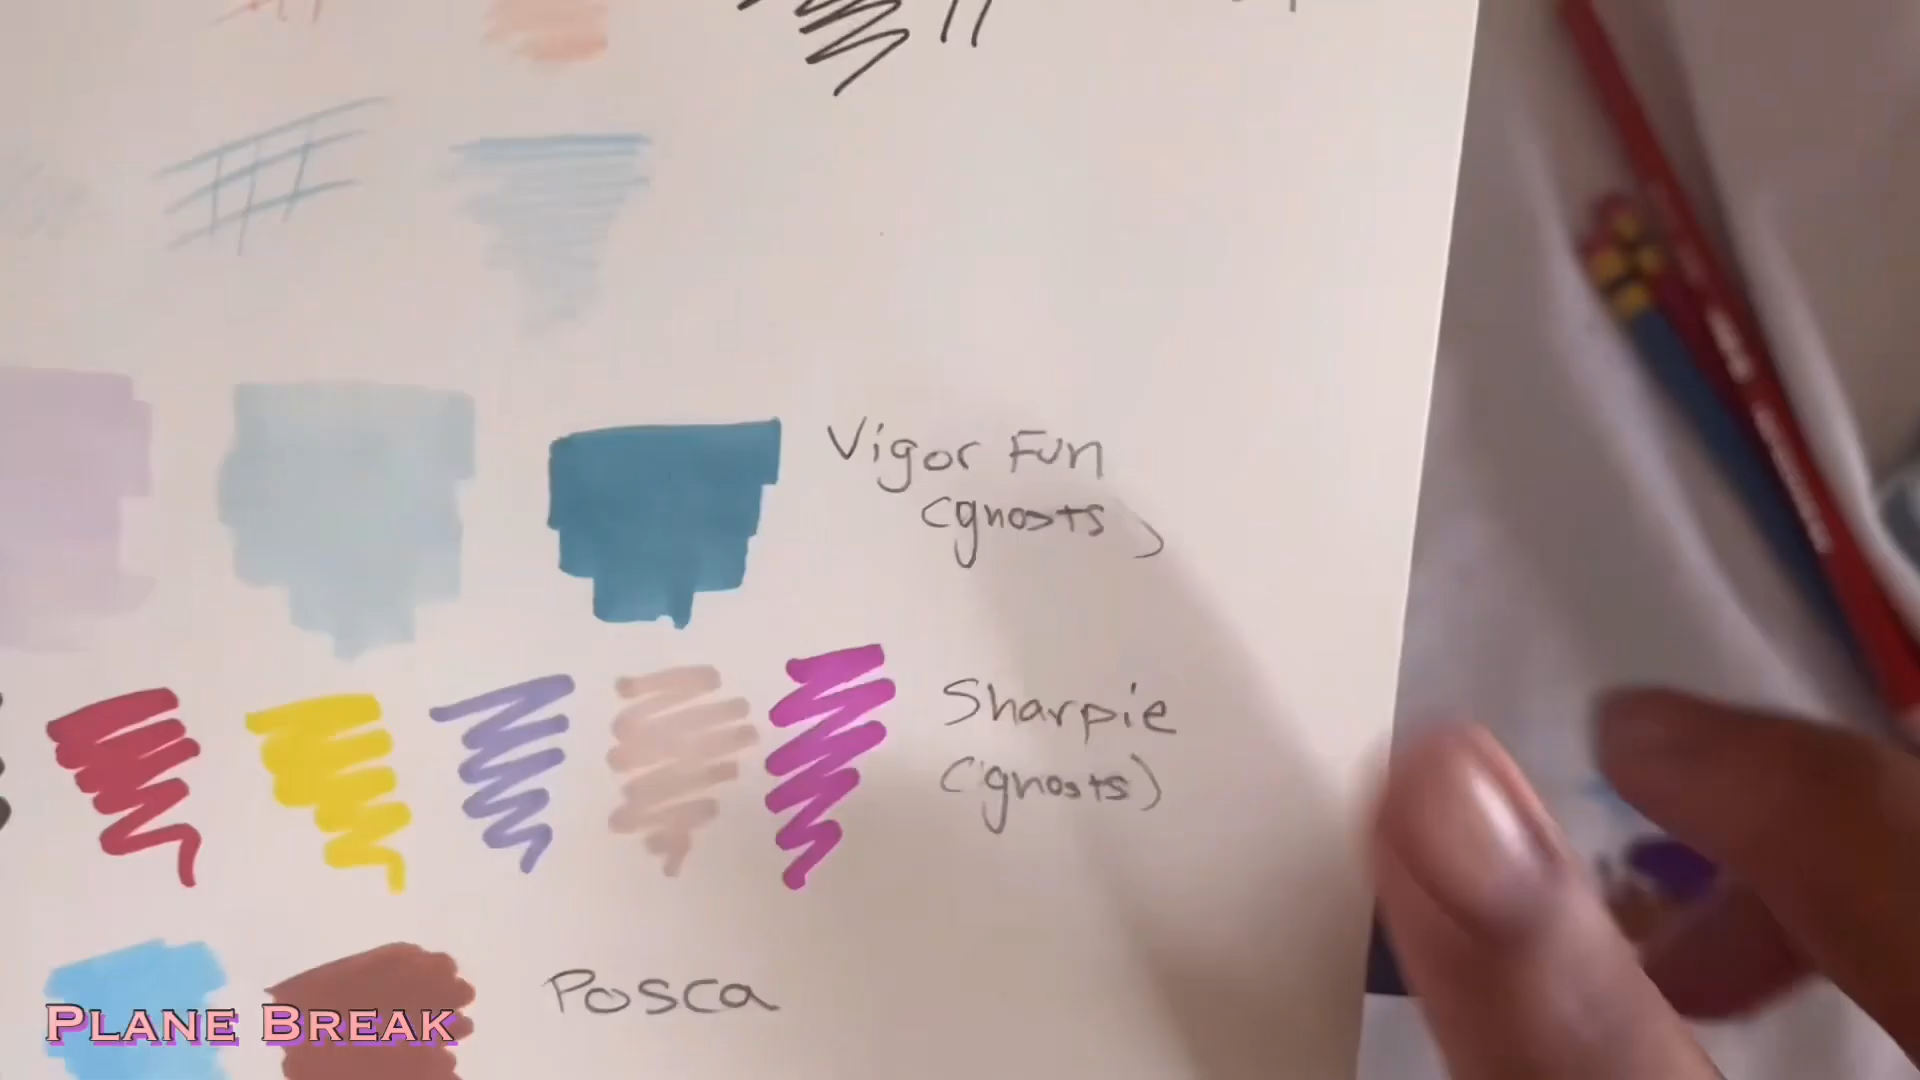 Vigor Fun
(ghosts)
Sharpie
(ghosts)
Posca
PLANE BREAK